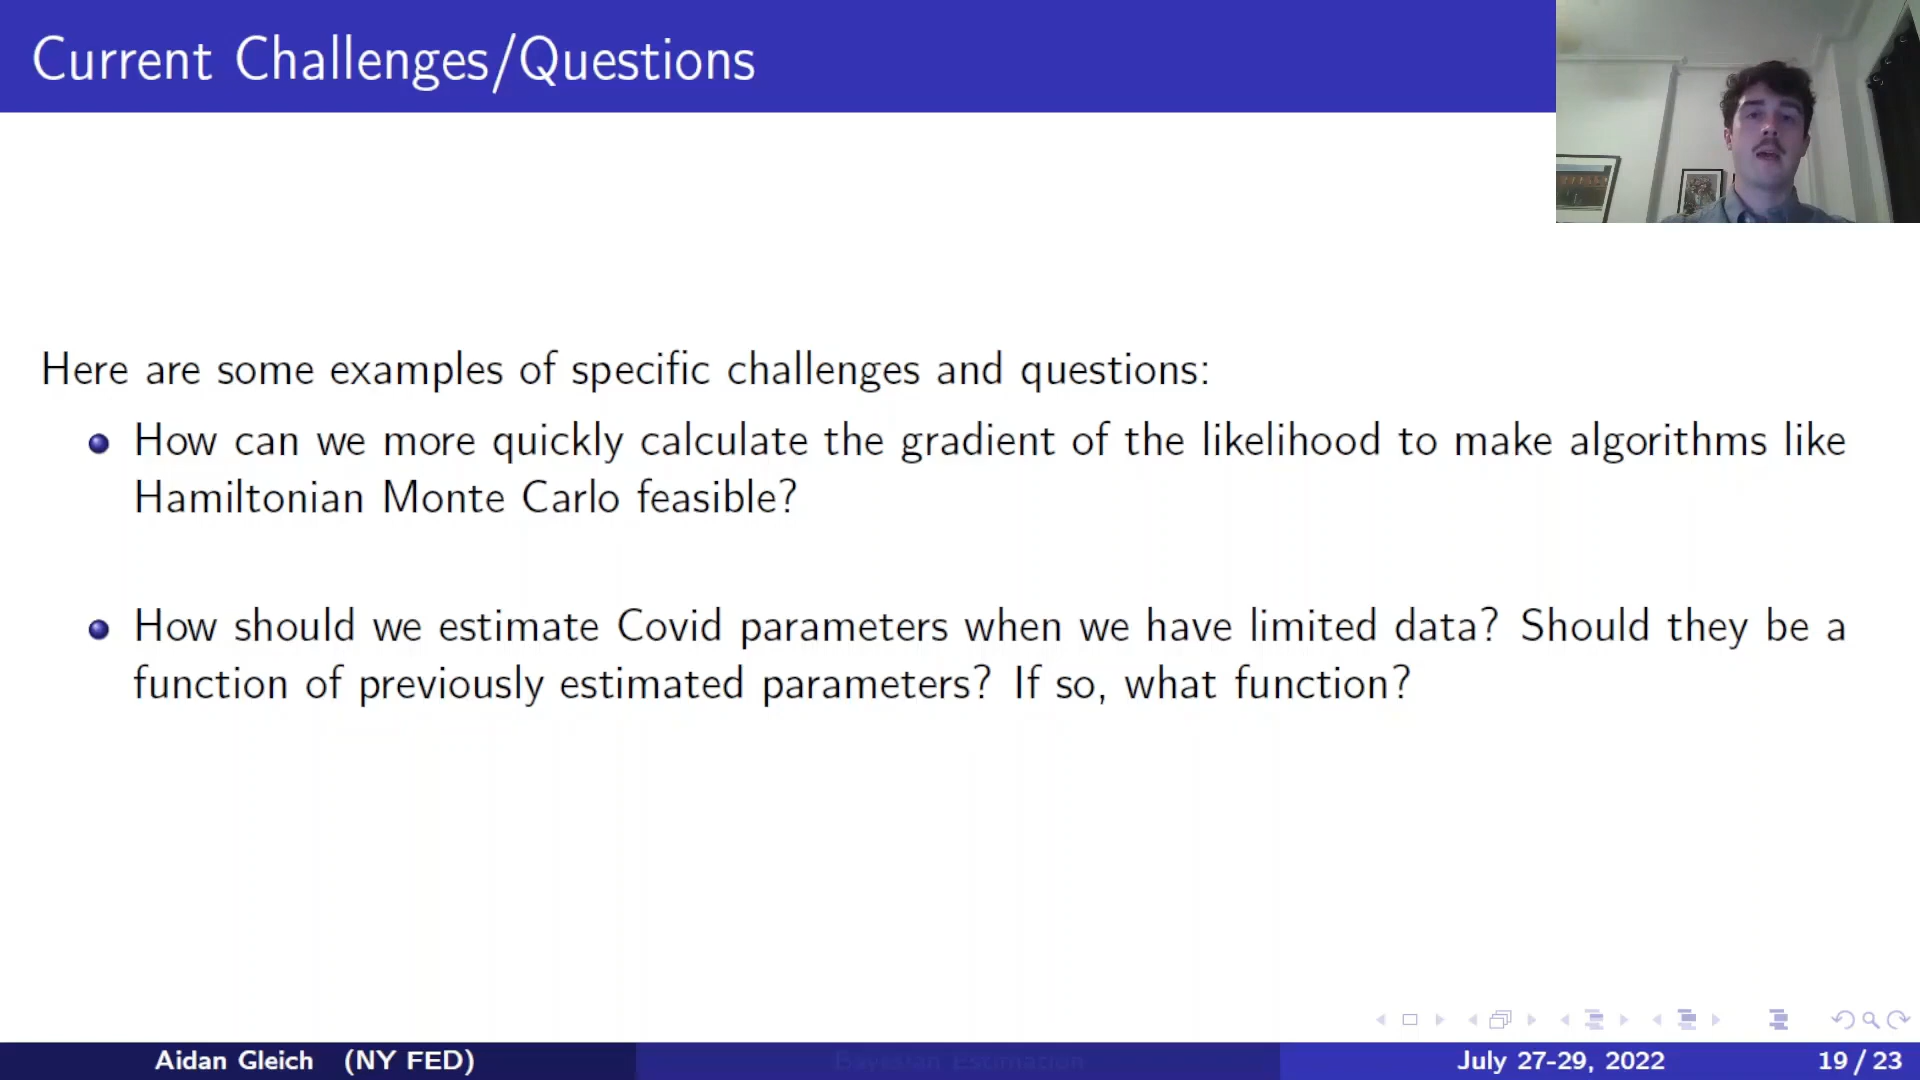 Current Challenges/Questions
Here are some examples of specific challenges and questions:
How can we more quickly calculate the gradient of the likelihood to make algorithms like
Hamiltonian Monte Carlo feasible?
How should we estimate Covid parameters when we have limited data? Should they be a
function of previously estimated parameters? If so, what function?
Aidan Gleich (NY FED)
Bayesian Estimation
July 27-29, 2022
19 / 23